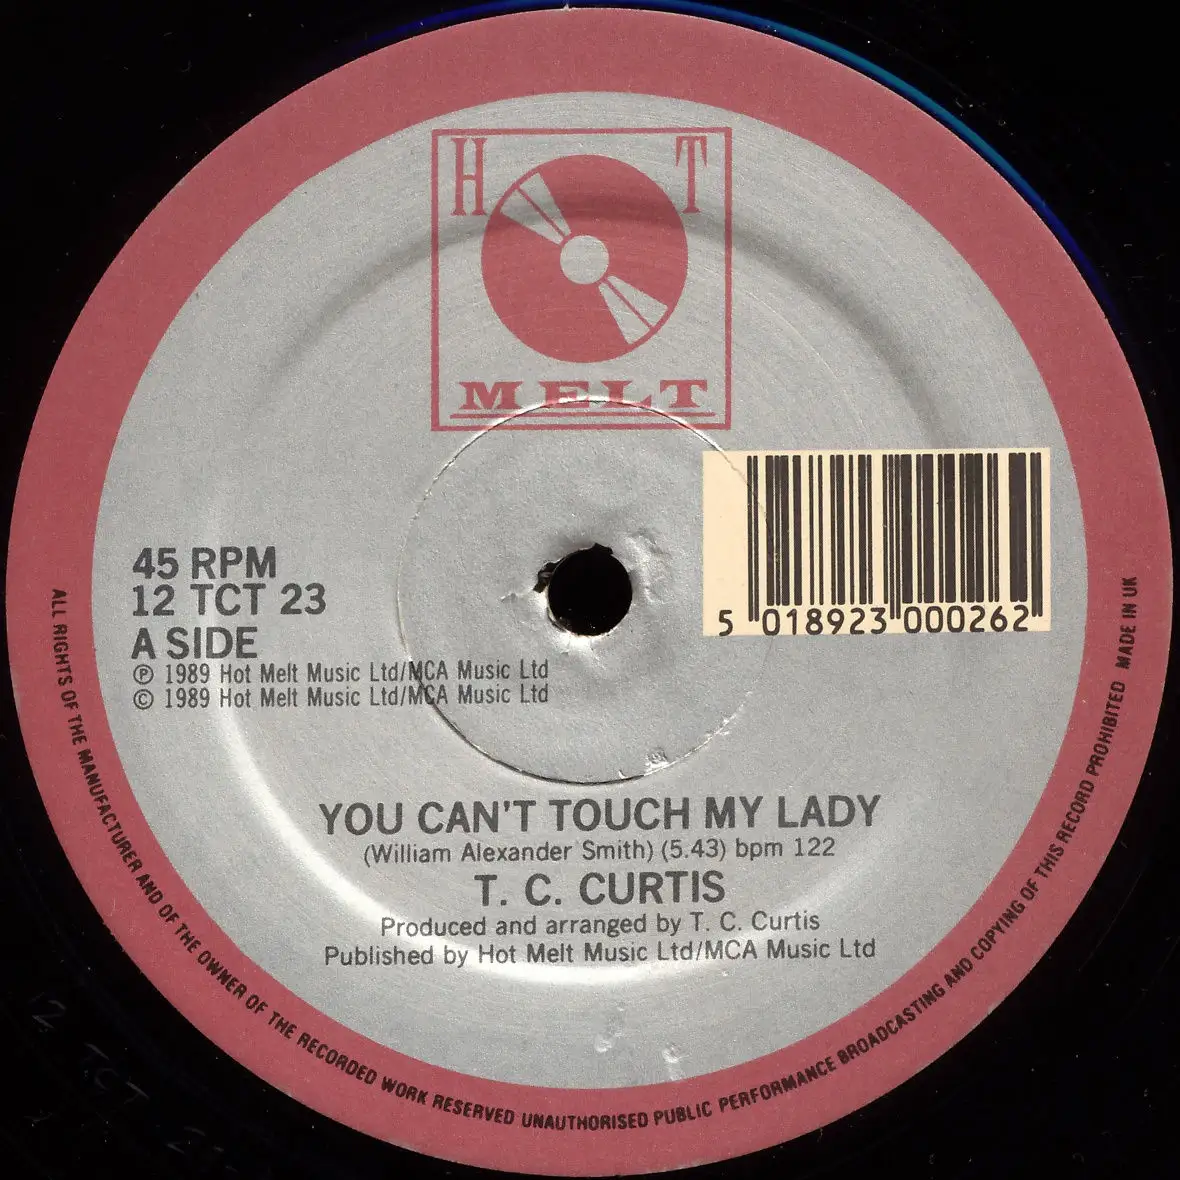 H T
MELT
5 018923 000262
45 RPM
12 TCT 23
A SIDE
℗ 1989 Hot Melt Music Ltd/MCA Music Ltd
© 1989 Hot Melt Music Ltd/MCA Music Ltd
YOU CAN'T TOUCH MY LADY
(William Alexander Smith) (5.43) bpm 122
T. C. CURTIS
Produced and arranged by T. C. Curtis
Published by Hot Melt Music Ltd/MCA Music Ltd
ALL RIGHTS OF THE MANUFACTURER AND OF THE OWNER OF THE RECORDED WORK RESERVED UNAUTHORISED PUBLIC PERFORMANCE BROADCASTING AND COPYING OF THIS RECORD PROHIBITED MADE IN UK
12 TCT 2